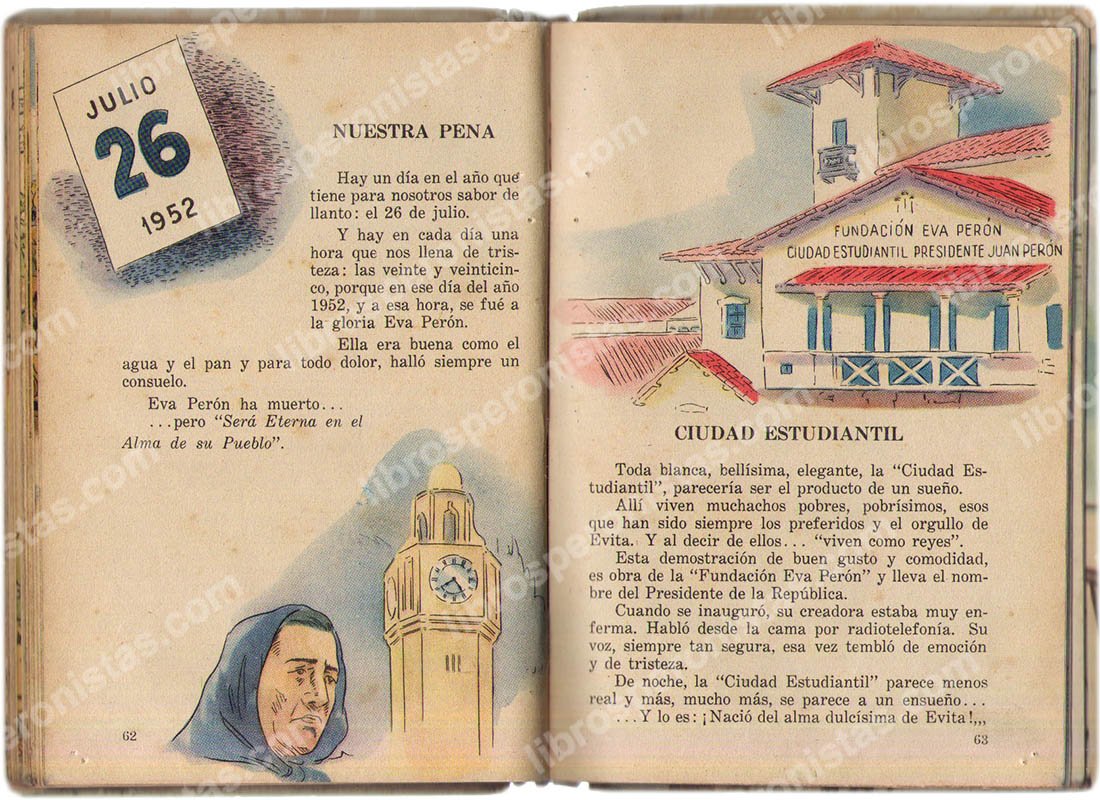 JULIO
26
1952
NUESTRA PENA
Hay un día en el año que
tiene para nosotros sabor de
llanto: el 26 de julio.
Y hay en cada día una
hora que nos llena de tris-
teza: las veinte y veinticin-
co, porque en ese día del año
1952, y a esa hora, se fué a
la gloria Eva Perón.
Ella era buena como el
agua y el pan y para todo dolor, halló siempre un
consuelo.
Eva Perón ha muerto...
...pero "Será Eterna en el
Alma de su Pueblo".
62
FUNDACIÓN EVA PERÓN
CIUDAD ESTUDIANTIL PRESIDENTE JUAN PERÓN
CIUDAD ESTUDIANTIL
Toda blanca, bellísima, elegante, la "Ciudad Es-
tudiantil", parecería ser el producto de un sueño.
Allí viven muchachos pobres, pobrísimos, esos
que han sido siempre los preferidos y el orgullo de
Evita. Y al decir de ellos... "viven como reyes".
Esta demostración de buen gusto y comodidad,
es obra de la "Fundación Eva Perón" y lleva el nom-
bre del Presidente de la República.
Cuando se inauguró, su creadora estaba muy en-
ferma. Habló desde la cama por radiotelefonía. Su
voz, siempre tan segura, esa vez tembló de emoción
y de tristeza.
De noche, la "Ciudad Estudiantil" parece menos
real y más, mucho más, se parece a un ensueño...
...Y lo es: ¡Nació del alma dulcísima de Evita!,,,
63
librosperonistas.com